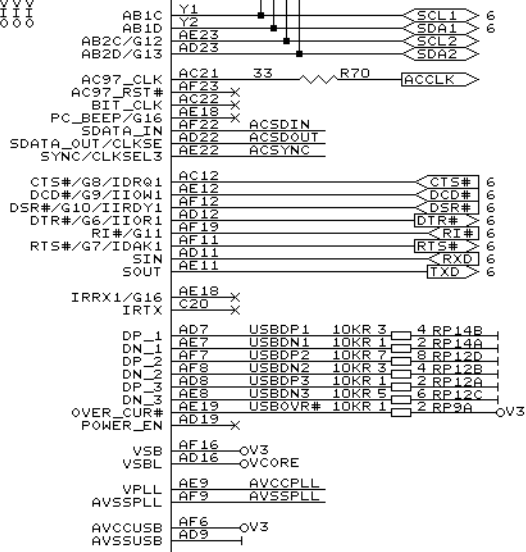 V V V
I I I
O O O
AB1C Y1 SCL1 6
AB1D Y2 SDA1 6
AB2C/G12 AE23 SCL2 6
AB2D/G13 AD23 SDA2 6
AC97_CLK AC21 33 R70 ACCLK
AC97_RST# AF23
BIT_CLK AC22
PC_BEEP/G16 AE18
SDATA_IN AF22 ACSDIN
SDATA_OUT/CLKSE AD22 ACSDOUT
SYNC/CLKSEL3 AE22 ACSYNC
CTS#/G8/IDRQ1 AC12 CTS# 6
DCD#/G9/IIOW1 AE12 DCD# 6
DSR#/G10/IIRDY1 AF12 DSR# 6
DTR#/G6/IIOR1 AD12 DTR# 6
RI#/G11 AF19 RI# 6
RTS#/G7/IDAK1 AF11 RTS# 6
SIN AD11 RXD 6
SOUT AE11 TXD 6
IRRX1/G16 AE18
IRTX C20
DP_1 AD7 USBDP1 10KR 3 4 RP14B
DN_1 AE7 USBDN1 10KR 1 2 RP14A
DP_2 AF7 USBDP2 10KR 7 8 RP12D
DN_2 AF8 USBDN2 10KR 3 4 RP12B
DP_3 AD8 USBDP3 10KR 1 2 RP12A
DN_3 AE8 USBDN3 10KR 5 6 RP12C
OVER_CUR# AE19 USBOVR# 10KR 1 2 RP9A V3
POWER_EN AD19
VSB AF16 V3
VSBL AD16 VCORE
VPLL AE9 AVCCPLL
AVSSPLL AF9 AVSSPLL
AVCCUSB AF6 V3
AVSSUSB AD9